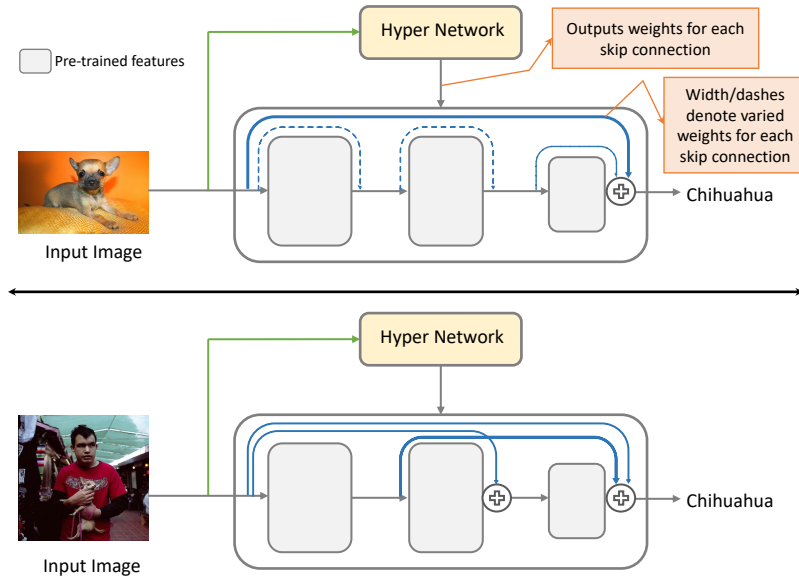 Hyper Network
Outputs weights for each
skip connection
Pre-trained features
Width/dashes
denote varied
weights for each
skip connection
Chihuahua
Input Image
Hyper Network
Chihuahua
Input Image